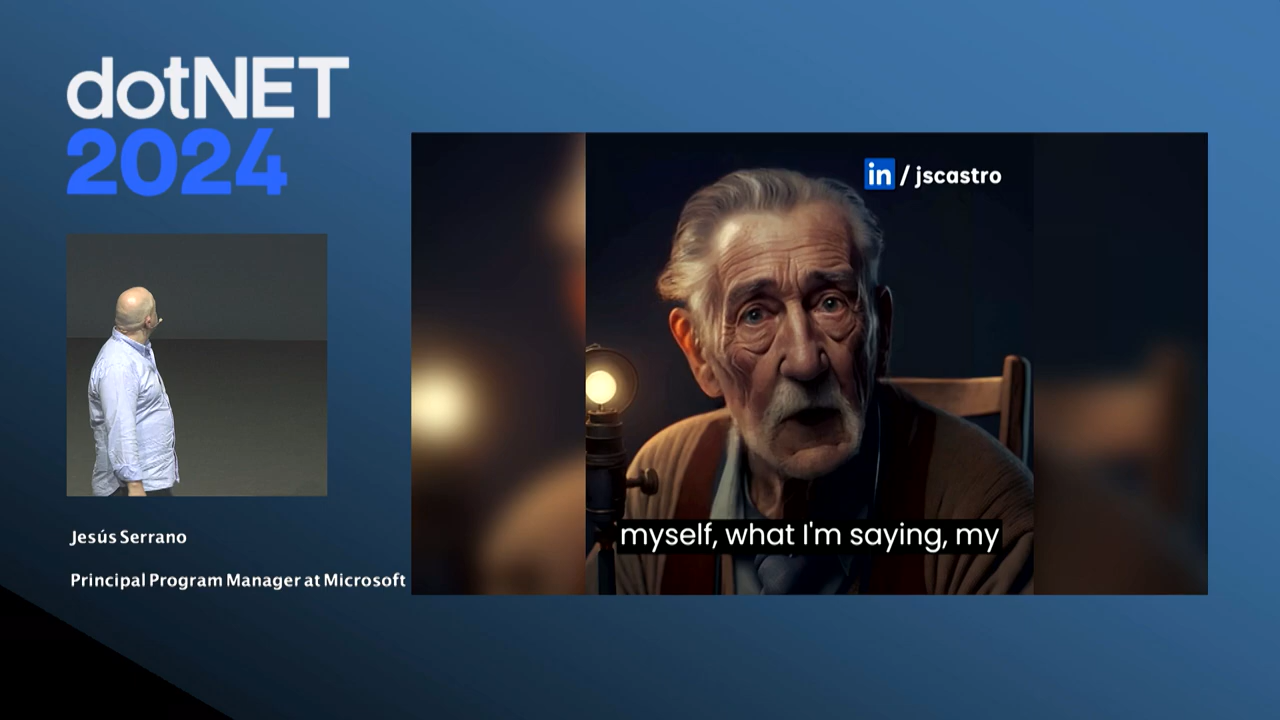 dotNET
2024
in / jscastro
myself, what I'm saying, my
Jesús Serrano
Principal Program Manager at Microsoft